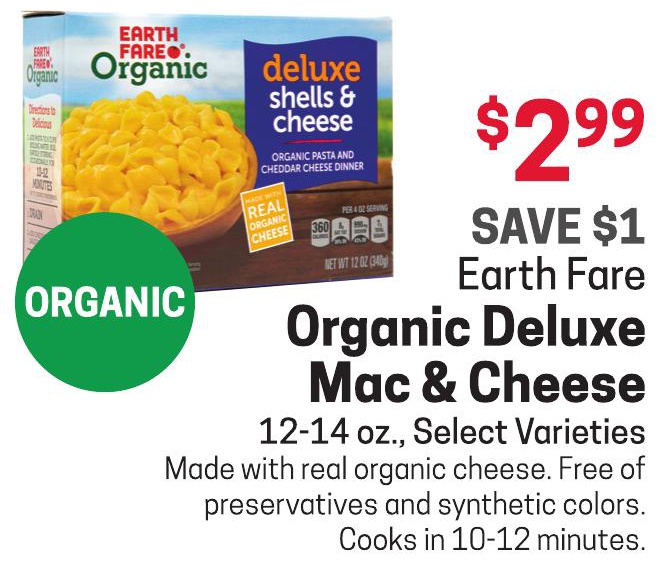 EARTH
FARE
Organic
EARTH
FARE
Organic
deluxe
shells &
cheese
ORGANIC PASTA AND
CHEDDAR CHEESE DINNER
Directions to
Delicious
10-12
MINUTES
DRAIN
MADE WITH
REAL
ORGANIC
CHEESE
PER 4 OZ SERVING
360
CALORIES
NET WT 12 OZ (340g)
ORGANIC
$2.99
SAVE $1
Earth Fare
Organic Deluxe
Mac & Cheese
12-14 oz., Select Varieties
Made with real organic cheese. Free of
preservatives and synthetic colors.
Cooks in 10-12 minutes.